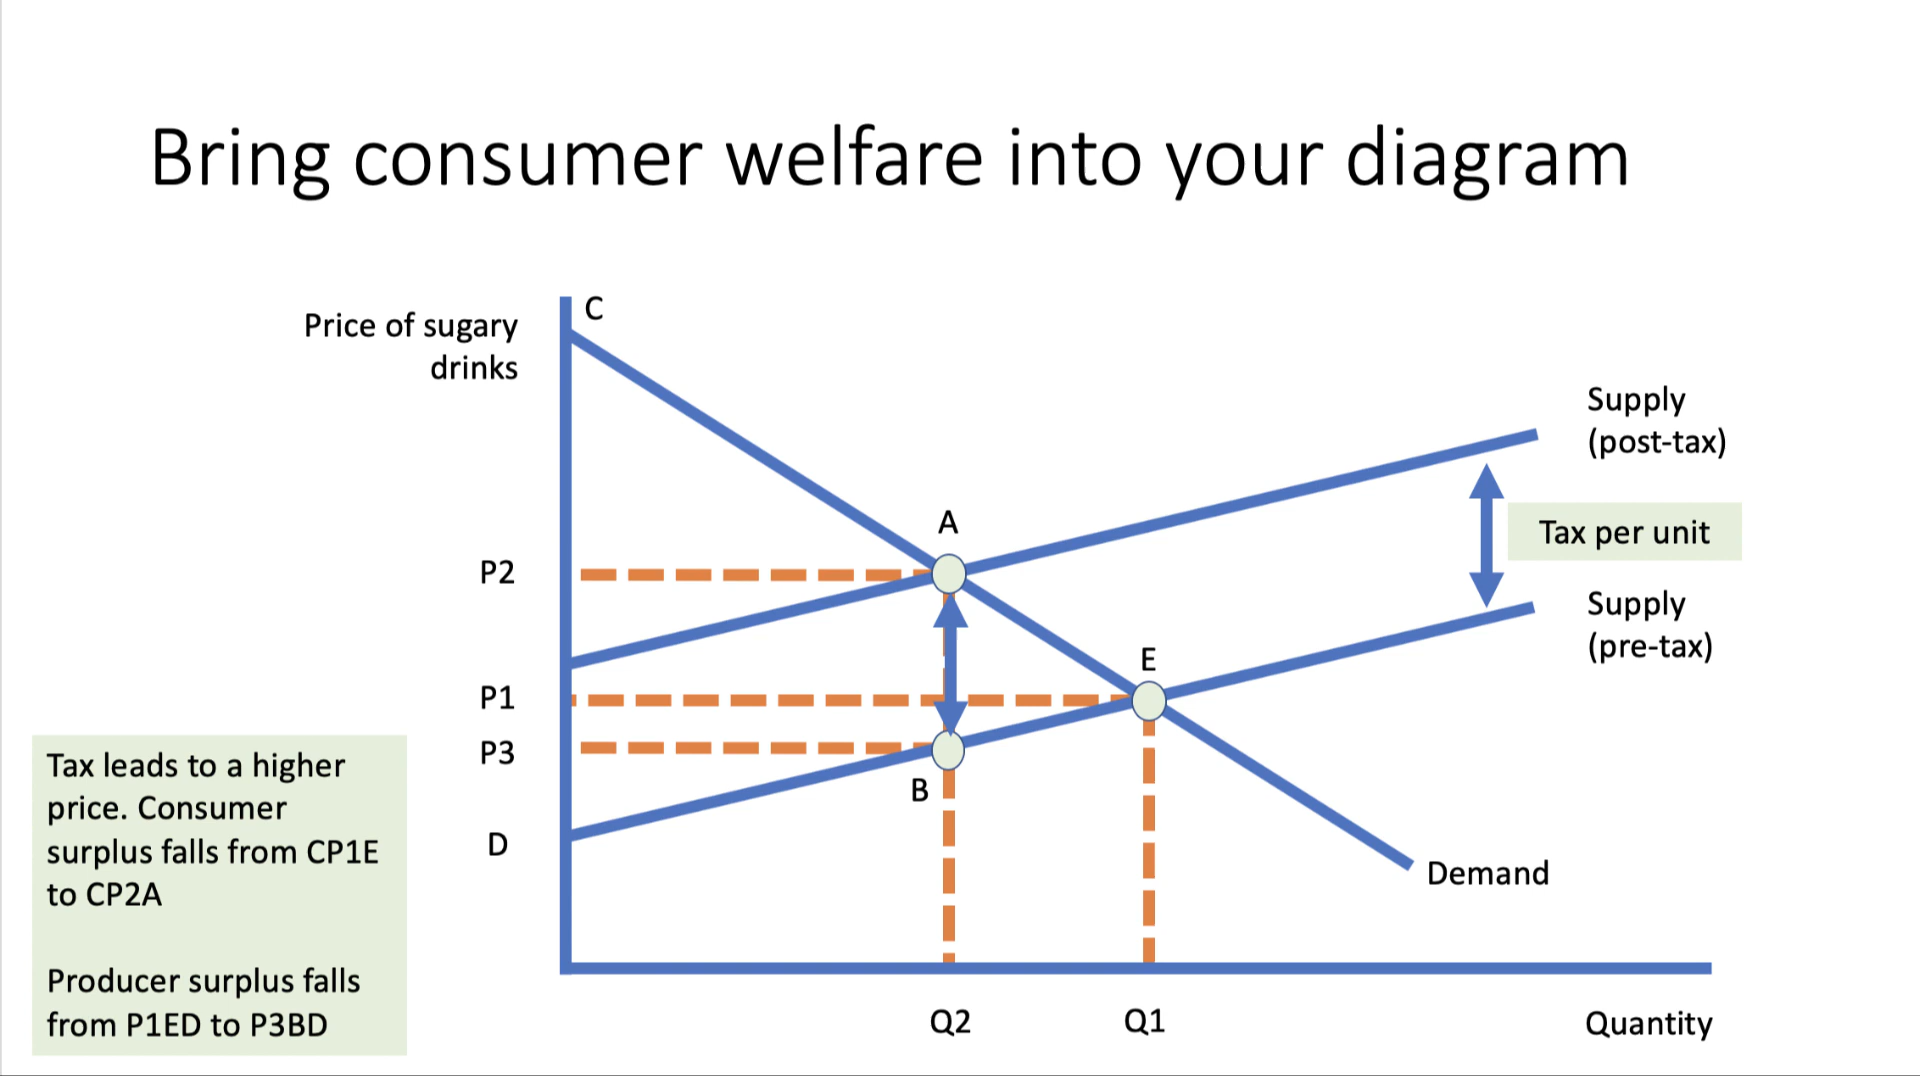 Bring consumer welfare into your diagram
C
Price of sugary
drinks
Supply
(post-tax)
A
Tax per unit
P2
Supply
(pre-tax)
E
P1
P3
B
D
Demand
Tax leads to a higher
price. Consumer
surplus falls from CP1E
to CP2A
Producer surplus falls
from P1ED to P3BD
Q2
Q1
Quantity